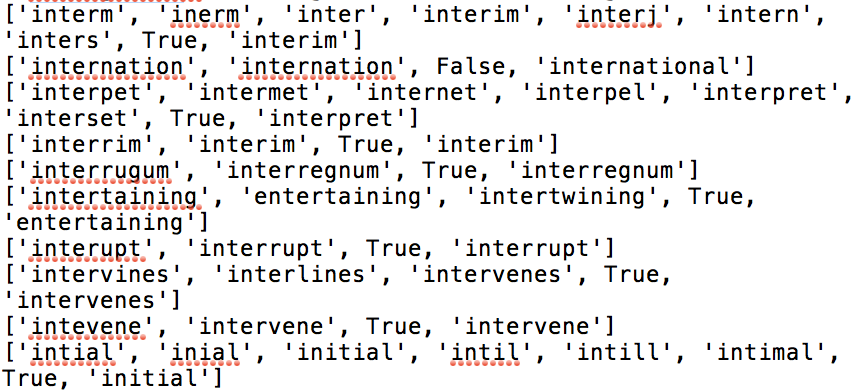 ['interm', 'inerm', 'inter', 'interim', 'interj', 'intern',
'inters', True, 'interim']
['internation', 'internation', False, 'international']
['interpet', 'intermet', 'internet', 'interpel', 'interpret',
'interset', True, 'interpret']
['interrim', 'interim', True, 'interim']
['interrugum', 'interregnum', True, 'interregnum']
['intertaining', 'entertaining', 'intertwining', True,
'entertaining']
['interupt', 'interrupt', True, 'interrupt']
['intervines', 'interlines', 'intervenes', True,
'intervenes']
['intevene', 'intervene', True, 'intervene']
['intial', 'inial', 'initial', 'intil', 'intill', 'intimal',
True, 'initial']